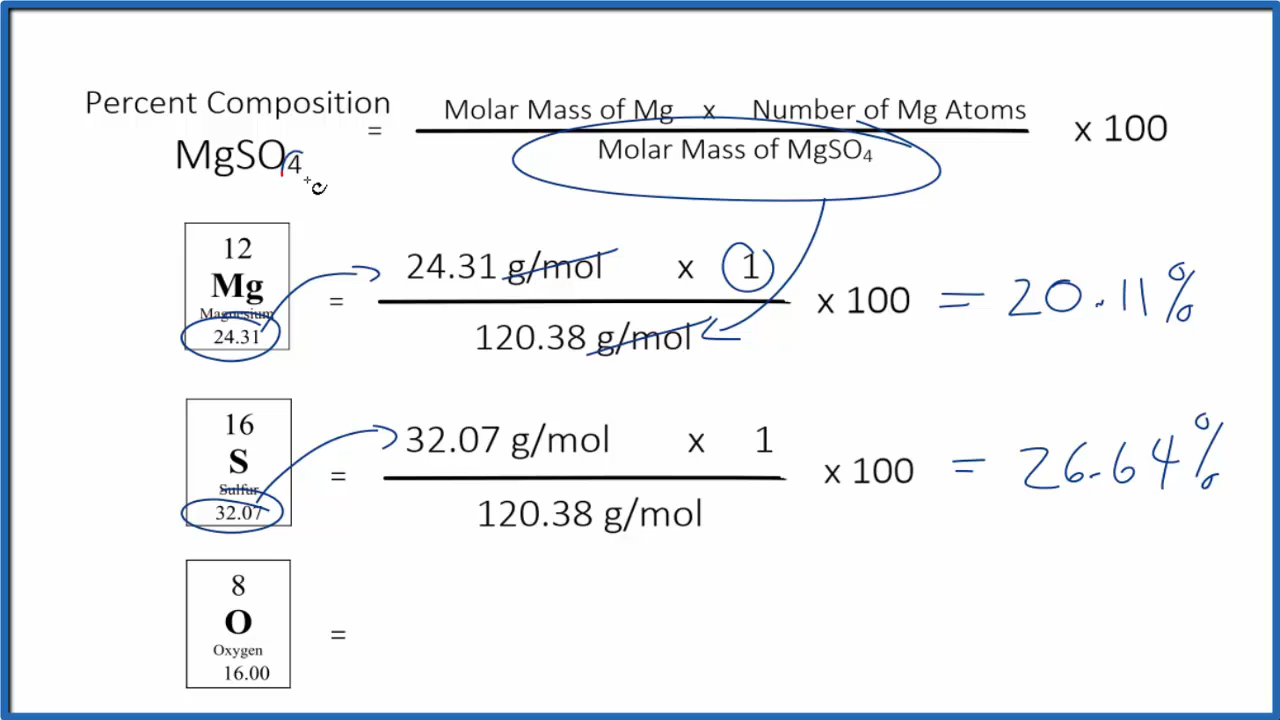 Percent Composition
MgSO₄
=
Molar Mass of Mg x Number of Mg Atoms
Molar Mass of MgSO₄
x 100
12
Mg
Magnesium
24.31
=
24.31 g/mol x 1
120.38 g/mol
x 100 = 20.11%
16
S
Sulfur
32.07
=
32.07 g/mol x 1
120.38 g/mol
x 100 = 26.64%
8
O
Oxygen
16.00
=